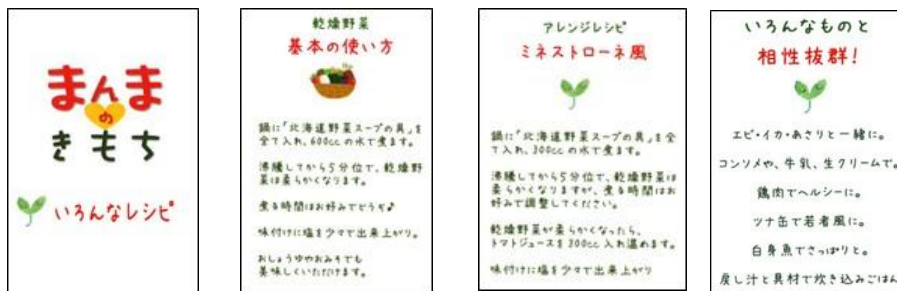 まんま
の
きもち
いろんなレシピ
乾燥野菜
基本の使い方
鍋に「北海道野菜スープの具」を
全て入れ、600ccの水で煮ます。
沸騰してから5分位で、乾燥野
菜は柔らかくなります。
煮る時間はお好みでどうぞ♪
味付けに塩を少々で出来上がり。
おしょうゆやおみそでも
美味しくいただけます。
アレンジレシピ
ミネストローネ風
鍋に「北海道野菜スープの具」を全
て入れ、300ccの水で煮ます。
沸騰してから5分位で、乾燥野菜は
柔らかくなりますが、煮る時間はお
好みで調整してください。
乾燥野菜が柔らかくなったら、
トマトジュースを300cc入れ温めます。
味付けに塩を少々で出来上がり
いろんなものと
相性抜群!
エビ・イカ・あさりと一緒に。
コンソメや、牛乳、生クリームで。
鶏肉でヘルシーに。
ツナ缶で若者風に。
白身魚でさっぱりと。
戻し汁と具材で炊き込みごはん